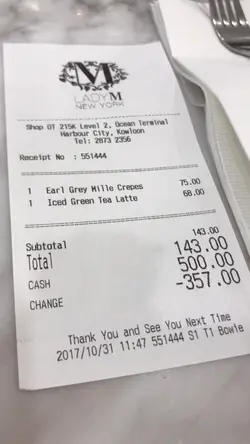 M
LADY M
NEW YORK
Shop OT 215K Level 2, Ocean Terminal
Harbour City, Kowloon
Tel: 2873 2356
Receipt No : 551444
1 Earl Grey Mille Crepes 75.00
1 Iced Green Tea Latte 68.00
143.00
Subtotal 143.00
Total 500.00
CASH -357.00
CHANGE
Thank You and See You Next Time
2017/10/31 11:47 551444 S1 T1 Bowie